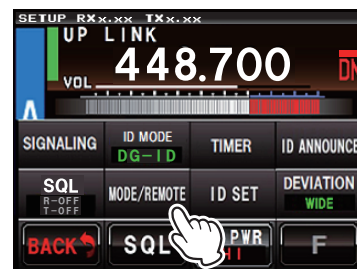 SETUP RXx.xx TXx.xx
UP LINK
VOL 448.700 DN
A
SIGNALING ID MODE TIMER ID ANNOUNCE
DG-ID
SQL MODE/REMOTE ID SET DEVIATION
R-OFF WIDE
T-OFF
BACK SQL PWR F
HI